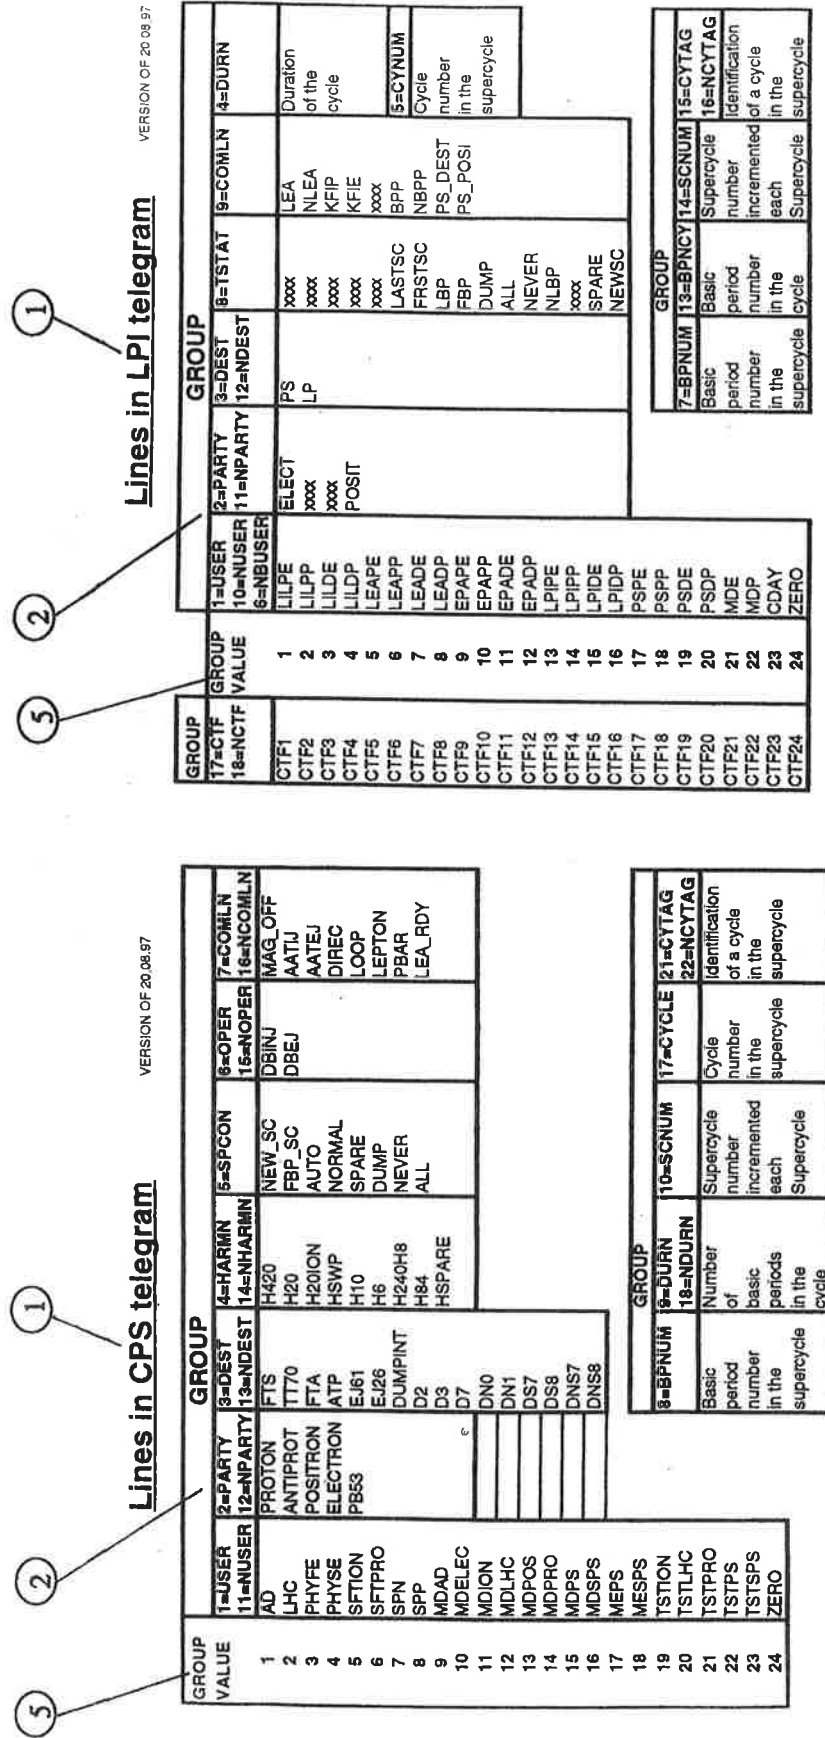 1
Lines in CPS telegram
VERSION OF 20.08.97
5
2
GROUP
GROUP VALUE
1=USER 2=PARTY 3=DEST 4=HARMN 5=SPCON 6=OPER 7=COMLN
11=NUSER 12=NPARTY 13=NDEST 14=NHARMN 15=NOPER 16=NCOMLN
1 AD PROTON FTS H420 NEW_SC DBINJ MAG_OFF
2 LHC ANTIPROT TT70 H20 FBP_SC DBEJ AATIJ
3 PHYFE POSITRON FTA H20ION AUTO AATEJ
4 PHYSE ELECTRON ATP HSWP NORMAL DIREC
5 SFTION PB53 EJ61 H10 SPARE LOOP
6 SFTPRO EJ26 H6 DUMP LEPTON
7 SPN DUMPINT H240H8 NEVER PBAR
8 SPP D2 H84 ALL LEA_RDY
9 MDAD D3 HSPARE
10 MDELEC D7
11 MDION DN0
12 MDLHC DN1
13 MDPOS DS7
14 MDPRO DS8
15 MDPS DNS7
16 MDSPS DNS8
17 MEPS
18 MESPS
19 TSTION
20 TSTLHC
21 TSTPRO
22 TSTPS
23 TSTSPS
24 ZERO
GROUP
8=BPNUM 9=DURN 10=SCNUM 17=CYCLE 21=CYTAG
18=NDURN 22=NCYTAG
Basic Number Supercycle Cycle Identification
period of number number of a cycle
number basic incremented in the in the
in the periods each supercycle supercycle
supercycle in the Supercycle
cycle
1
Lines in LPI telegram
VERSION OF 20 08.97
5
2
GROUP GROUP
17=CTF GROUP 1=USER 2=PARTY 3=DEST 8=TSTAT 9=COMLN 4=DURN
18=NCTF VALUE 10=NUSER 11=NPARTY 12=NDEST
6=NBUSER
CTF1 1 LILPE ELECT PS xxxx LEA Duration
CTF2 2 LILPP xxxx LP xxxx NLEA of the
CTF3 3 LILDE xxxx xxxx KFIP cycle
CTF4 4 LILDP POSIT xxxx KFIE
CTF5 5 LEAPE xxxx xxxx
CTF6 6 LEAPP LASTSC BPP 5=CYNUM
CTF7 7 LEADE FRSTSC NBPP Cycle
CTF8 8 LEADP LBP PS_DEST number
CTF9 9 EPAPE FBP PS_POSI in the
CTF10 10 EPAPP DUMP supercycle
CTF11 11 EPADE ALL
CTF12 12 EPADP NEVER
CTF13 13 LPIPE NLBP
CTF14 14 LPIPP xxxx
CTF15 15 LPIDE SPARE
CTF16 16 LPIDP NEWSC
CTF17 17 PSPE
CTF18 18 PSPP
CTF19 19 PSDE
CTF20 20 PSDP
CTF21 21 MDE
CTF22 22 MDP
CTF23 23 CDAY
CTF24 24 ZERO
GROUP
7=BPNUM 13=BPNCY 14=SCNUM 15=CYTAG
16=NCYTAG
Basic Basic Supercycle Identification
period period number of a cycle
number number incremented in the
in the in the each supercycle
supercycle cycle Supercycle